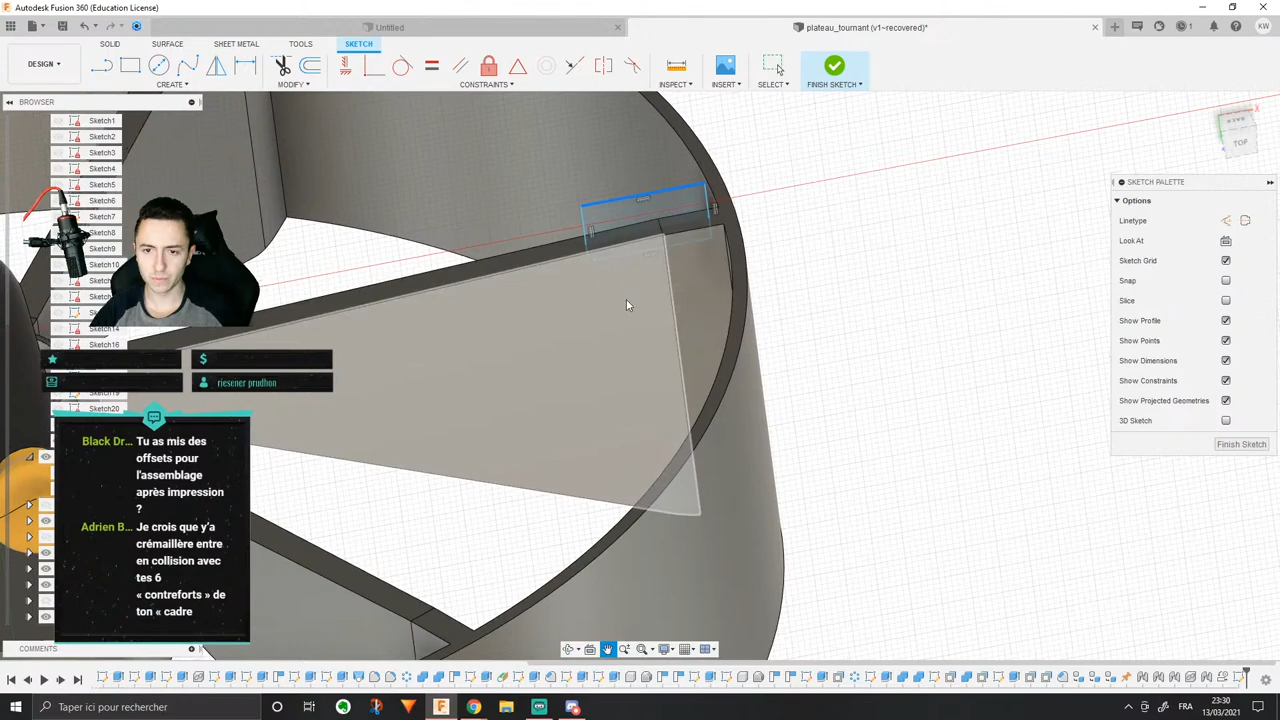 Autodesk Fusion 360 (Education License)
Untitled
plateau_tournant (v1~recovered)*
1
KW
DESIGN
SOLID
SURFACE
SHEET METAL
TOOLS
SKETCH
CREATE
MODIFY
CONSTRAINTS
INSPECT
INSERT
SELECT
FINISH SKETCH
BROWSER
Sketch1
Sketch2
Sketch3
Sketch4
Sketch5
Sketch6
Sketch7
Sketch8
Sketch9
Sketch10
Sketch14
Sketch16
Sketch20
TOP
BACK
X
SKETCH PALETTE
Options
Linetype
Look At
Sketch Grid
Snap
Slice
Show Profile
Show Points
Show Dimensions
Show Constraints
Show Projected Geometries
3D Sketch
Finish Sketch
$
riesener prudhon
Black Dr... Tu as mis des
offsets pour
l'assemblage
après impression
?
Adrien B... Je crois que y'a
crémaillère entre
en collision avec
tes 6
« contreforts » de
ton « cadre
COMMENTS
Taper ici pour rechercher
FRA
23:30
13/03/2021